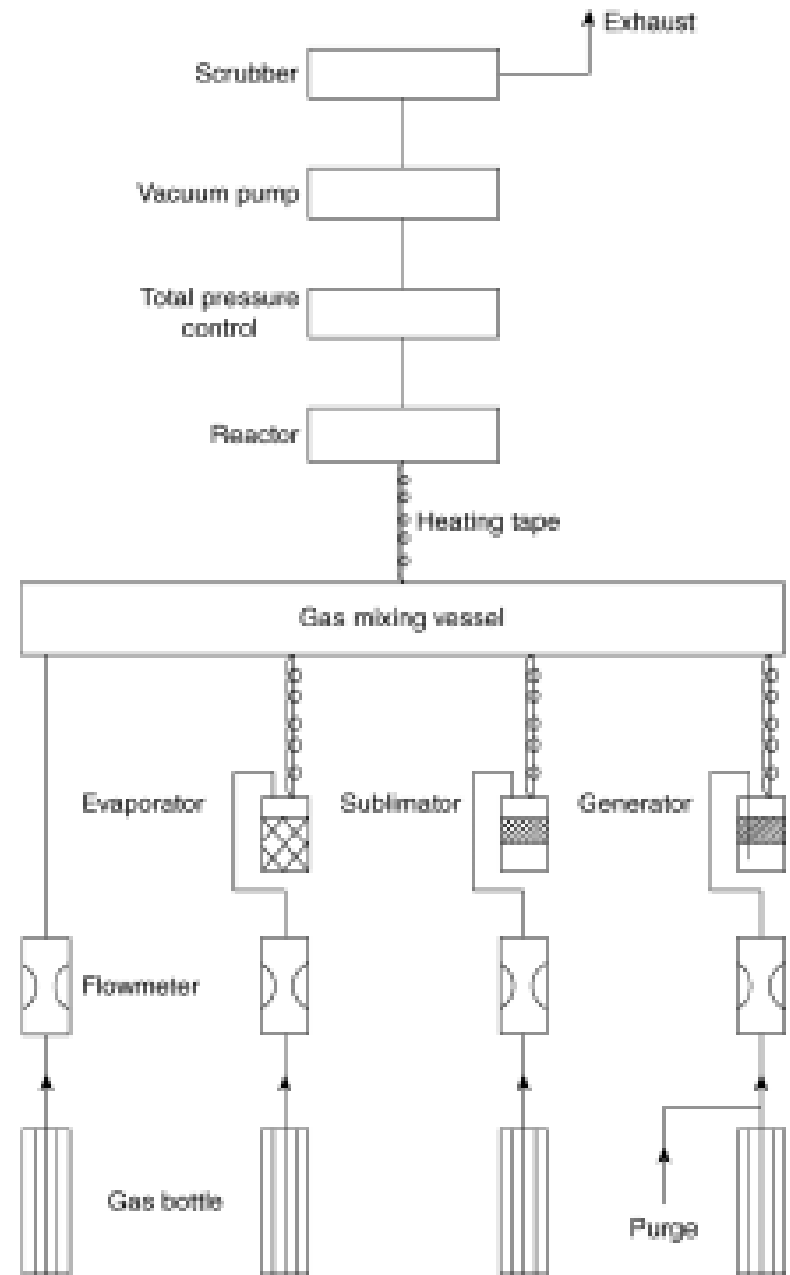 Exhaust
Scrubber
Vacuum pump
Total pressure
control
Reactor
Heating tape
Gas mixing vessel
Evaporator
Sublimator
Generator
Flowmeter
Gas bottle
Purge